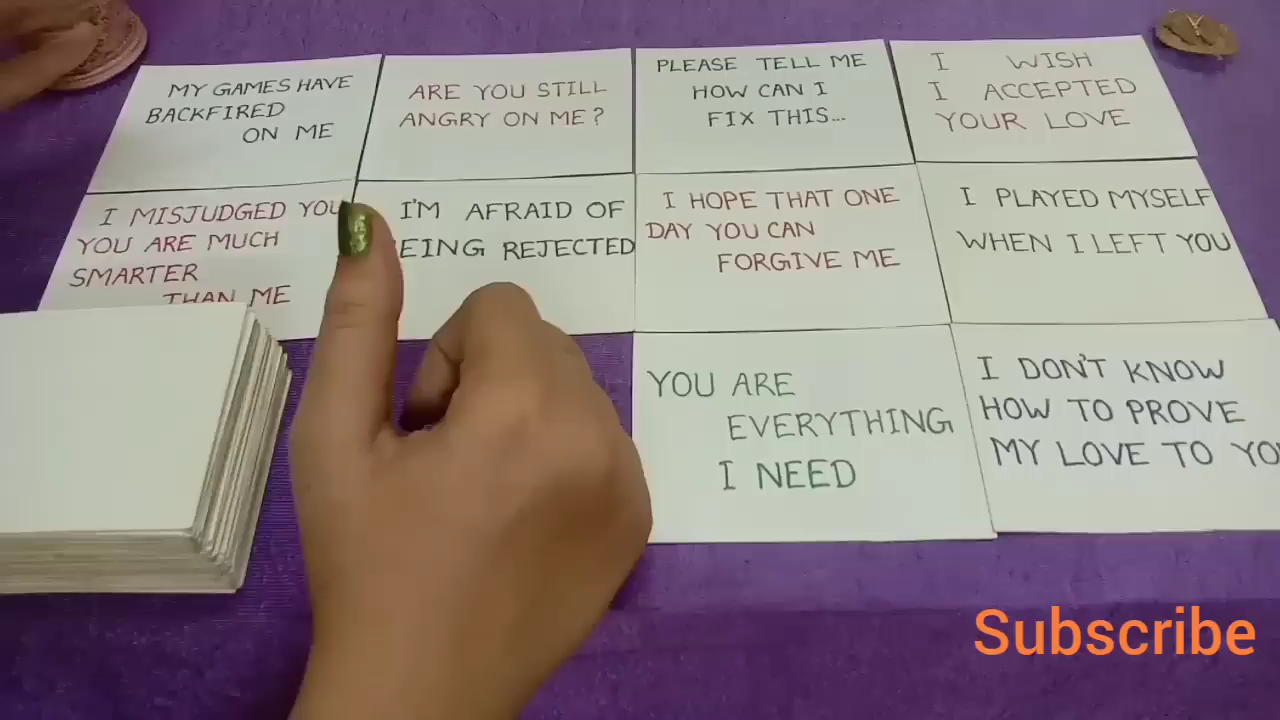 MY GAMES HAVE
BACKFIRED
ON ME
ARE YOU STILL
ANGRY ON ME?
PLEASE TELL ME
HOW CAN I
FIX THIS...
I WISH
I ACCEPTED
YOUR LOVE
I MISJUDGED YOU
YOU ARE MUCH
SMARTER
THAN ME
I'M AFRAID OF
EING REJECTED
I HOPE THAT ONE
DAY YOU CAN
FORGIVE ME
I PLAYED MYSELF
WHEN I LEFT YOU
YOU ARE
EVERYTHING
I NEED
I DON'T KNOW
HOW TO PROVE
MY LOVE TO YO
Subscribe